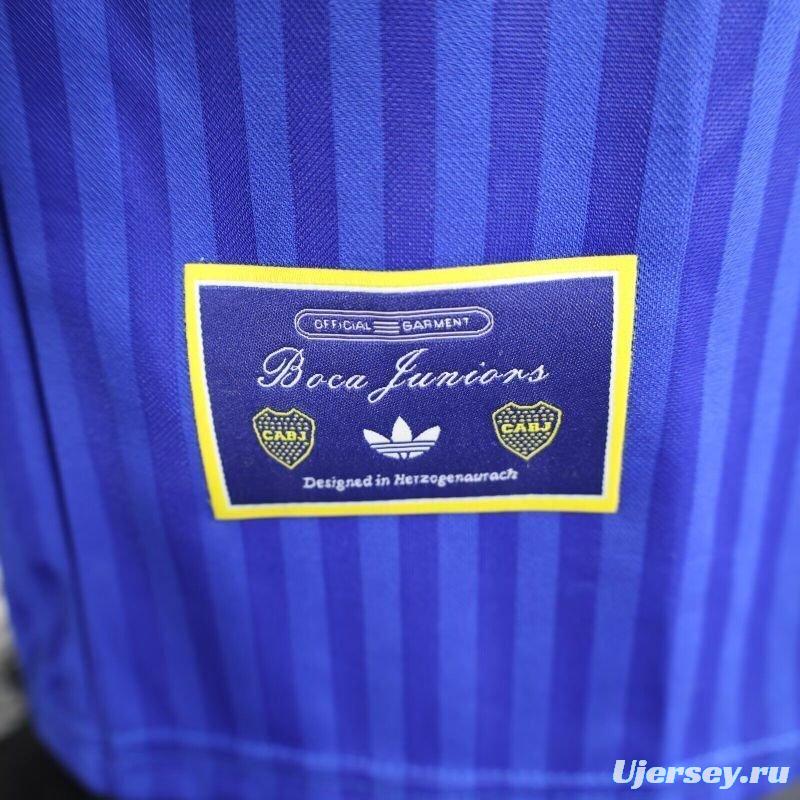 OFFICIAL GARMENT
Boca Juniors
CABJ CABJ
Designed in Herzogenaurach
Ujersey.ru